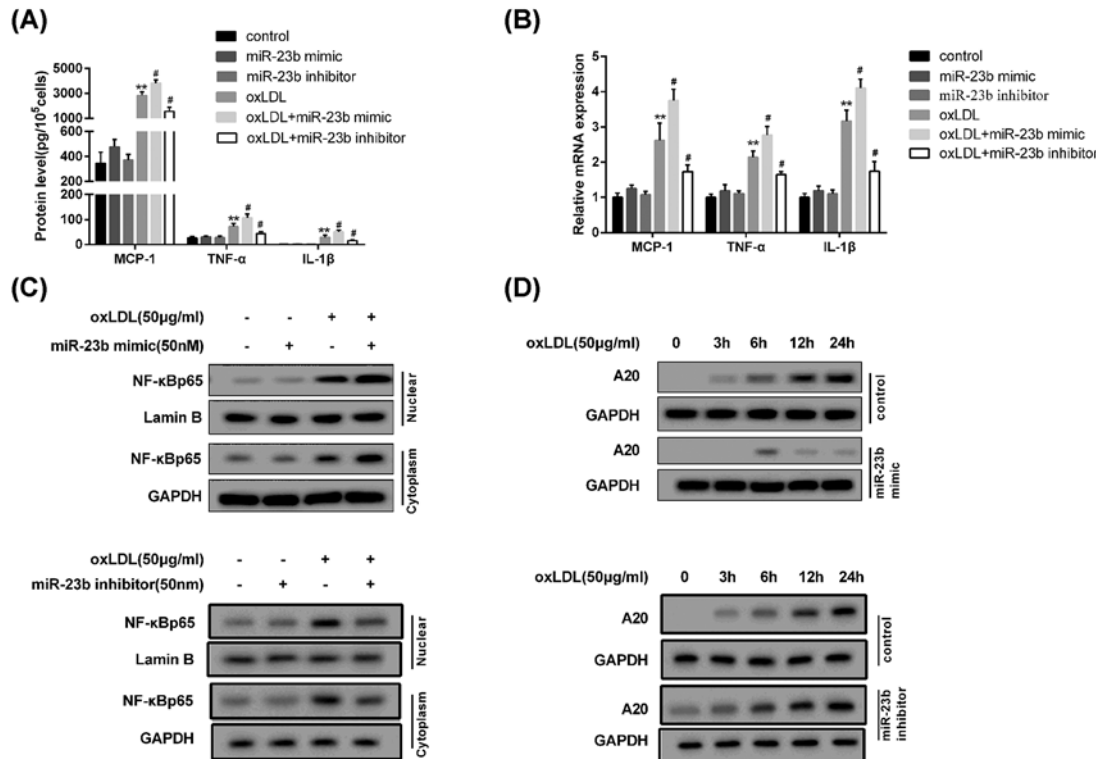 (A)
control
miR-23b mimic
miR-23b inhibitor
oxLDL
oxLDL+miR-23b mimic
oxLDL+miR-23b inhibitor
Protein level(pg/10⁵cells)
5000
3000
1000
600
400
200
100
0
** # #
** # #
** # #
MCP-1 TNF-α IL-1β
(B)
control
miR-23b mimic
miR-23b inhibitor
oxLDL
oxLDL+miR-23b mimic
oxLDL+miR-23b inhibitor
Relative mRNA expression
5
4
3
2
1
0
** # #
** # #
** # #
MCP-1 TNF-α IL-1β
(C)
oxLDL(50μg/ml) - - + +
miR-23b mimic(50nM) - + - +
NF-κBp65
Lamin B
Nuclear
NF-κBp65
GAPDH
Cytoplasm
oxLDL(50μg/ml) - - + +
miR-23b inhibitor(50nm) - + - +
NF-κBp65
Lamin B
Nuclear
NF-κBp65
GAPDH
Cytoplasm
(D)
oxLDL(50μg/ml) 0 3h 6h 12h 24h
A20
GAPDH
control
A20
GAPDH
miR-23b
mimic
oxLDL(50μg/ml) 0 3h 6h 12h 24h
A20
GAPDH
control
A20
GAPDH
miR-23b
inhibitor